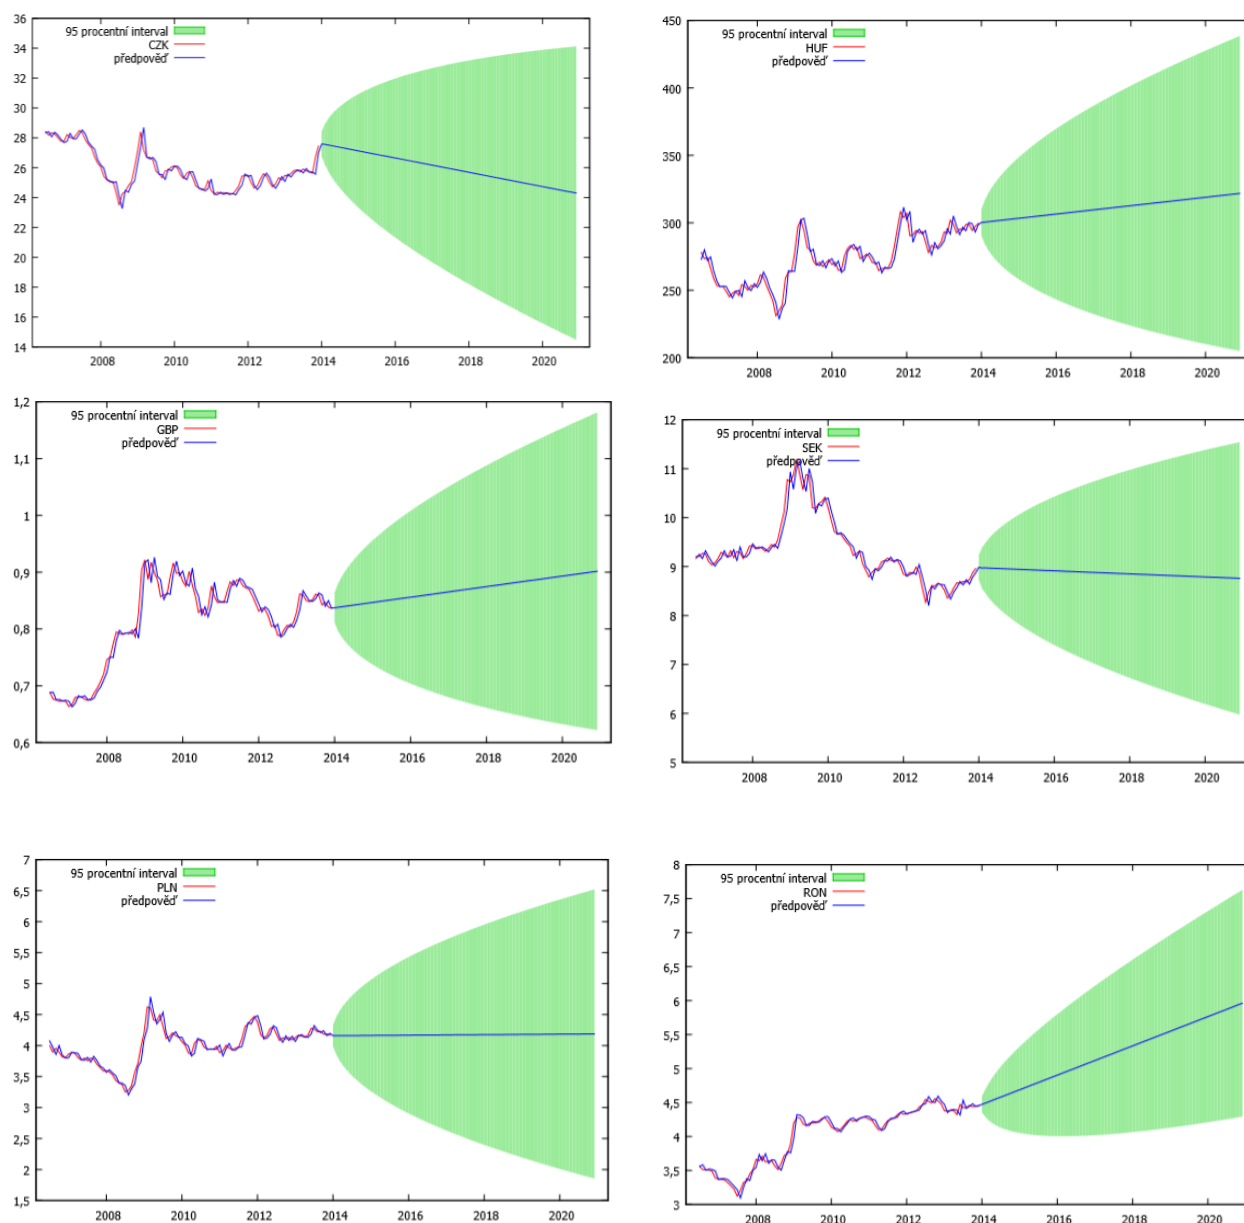 36
34
32
30
28
26
24
22
20
18
16
14
95 procentní interval
CZK
předpověď
2008 2010 2012 2014 2016 2018 2020
450
400
350
300
250
200
95 procentní interval
HUF
předpověď
2008 2010 2012 2014 2016 2018 2020
1,2
1,1
1
0,9
0,8
0,7
0,6
95 procentní interval
GBP
předpověď
2008 2010 2012 2014 2016 2018 2020
12
11
10
9
8
7
6
5
95 procentní interval
SEK
předpověď
2008 2010 2012 2014 2016 2018 2020
7
6,5
6
5,5
5
4,5
4
3,5
3
2,5
2
1,5
95 procentní interval
PLN
předpověď
2008 2010 2012 2014 2016 2018 2020
8
7,5
7
6,5
6
5,5
5
4,5
4
3,5
3
95 procentní interval
RON
předpověď
2008 2010 2012 2014 2016 2018 2020